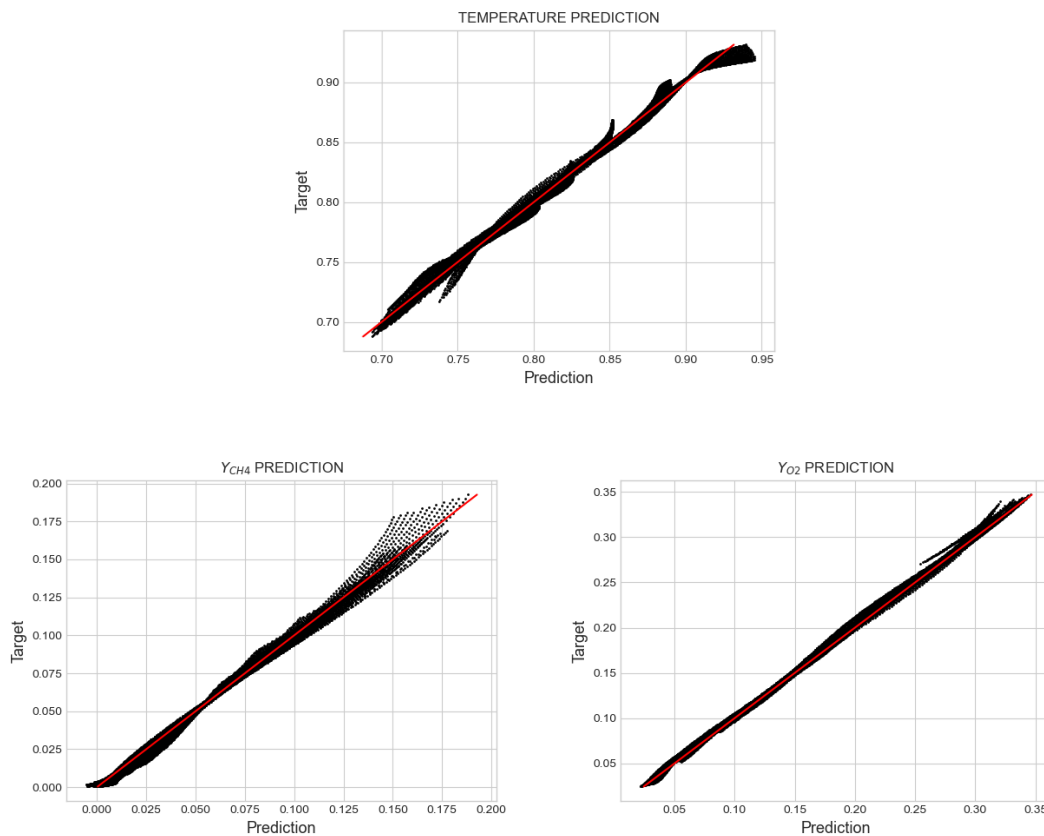 TEMPERATURE PREDICTION
0.90
0.85
0.80
0.75
0.70
Target
0.70 0.75 0.80 0.85 0.90 0.95
Prediction
Y_CH4 PREDICTION
0.200
0.175
0.150
0.125
0.100
0.075
0.050
0.025
0.000
Target
0.000 0.025 0.050 0.075 0.100 0.125 0.150 0.175 0.200
Prediction
Y_O2 PREDICTION
0.35
0.30
0.25
0.20
0.15
0.10
0.05
Target
0.05 0.10 0.15 0.20 0.25 0.30 0.35
Prediction